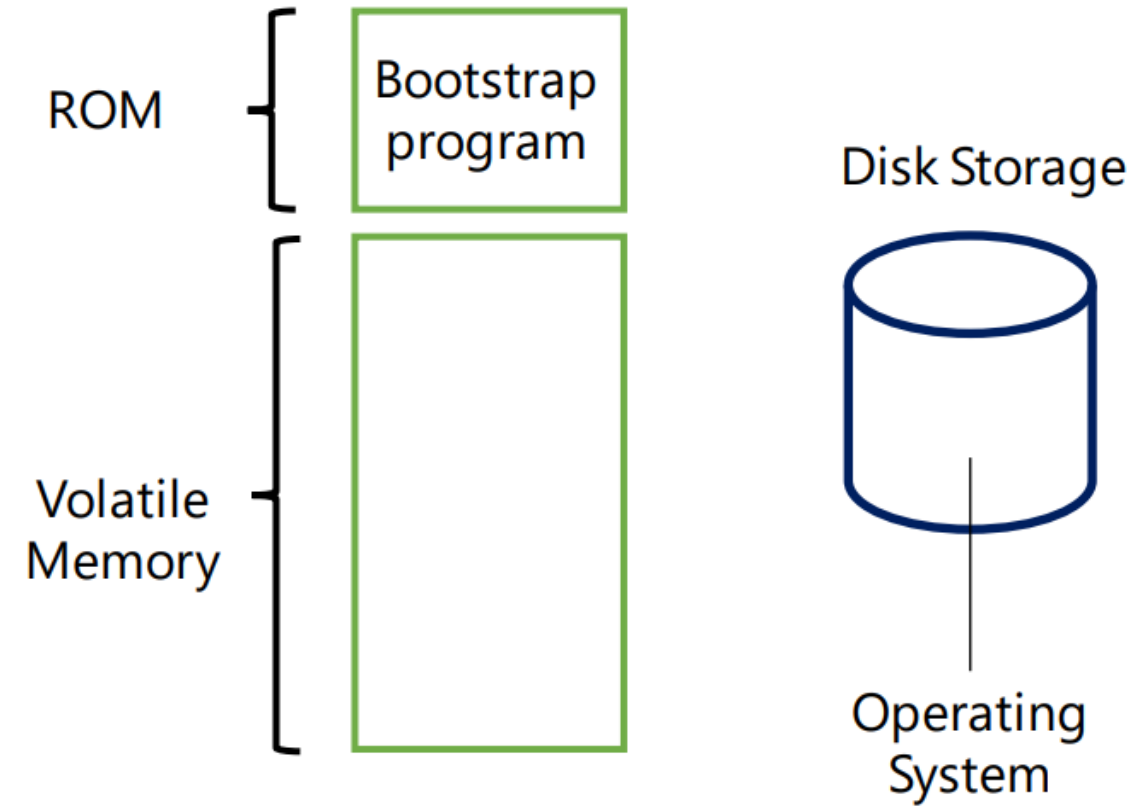 ROM
Bootstrap
program
Disk Storage
Volatile
Memory
Operating
System